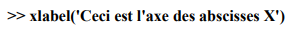 >> xlabel('Ceci est l'axe des abscisses X')